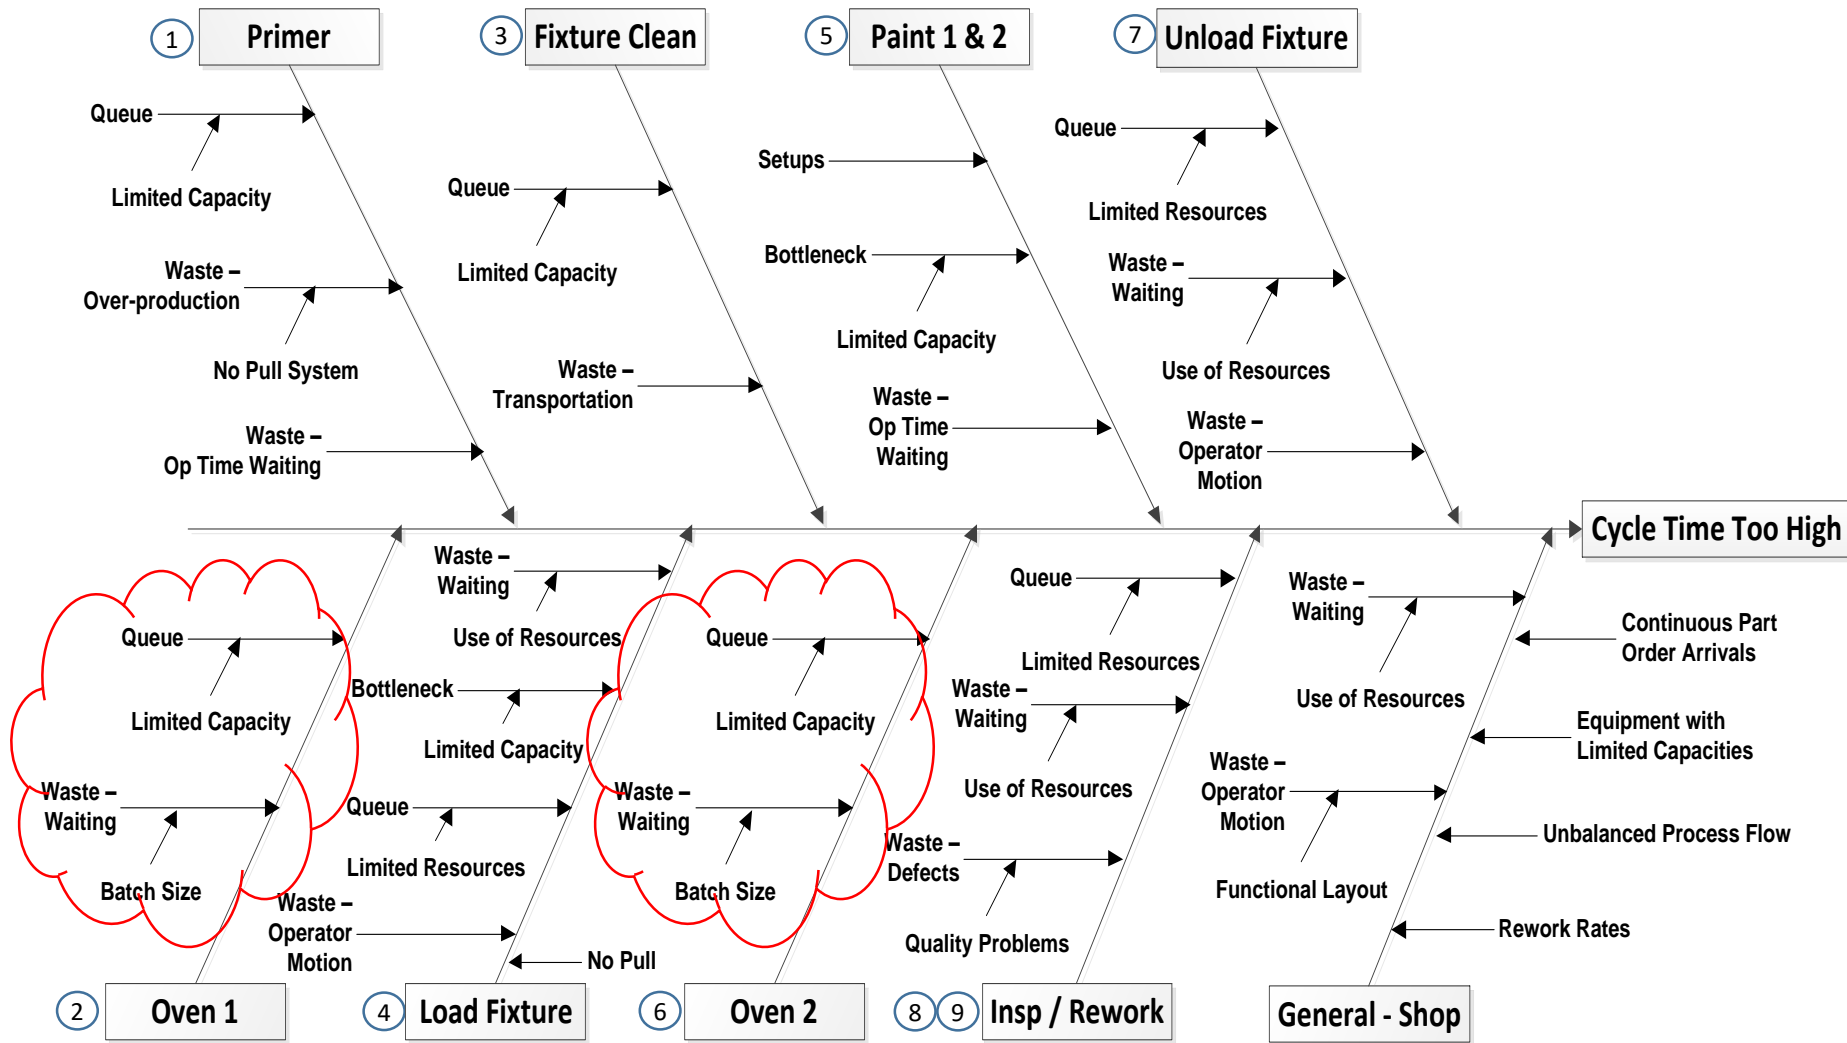 1
Primer
3
Fixture Clean
5
Paint 1 & 2
7
Unload Fixture
Queue
Limited Capacity
Waste –
Over-production
No Pull System
Waste –
Op Time Waiting
Queue
Limited Capacity
Waste –
Transportation
Setups
Bottleneck
Limited Capacity
Waste –
Op Time
Waiting
Queue
Limited Resources
Waste –
Waiting
Use of Resources
Waste –
Operator
Motion
Cycle Time Too High
Queue
Limited Capacity
Waste –
Waiting
Batch Size
Waste –
Waiting
Use of Resources
Bottleneck
Limited Capacity
Queue
Limited Resources
Waste –
Operator
Motion
No Pull
Queue
Limited Capacity
Waste –
Waiting
Batch Size
Queue
Limited Resources
Waste –
Waiting
Use of Resources
Waste –
Defects
Quality Problems
Waste –
Waiting
Use of Resources
Waste –
Operator
Motion
Functional Layout
Continuous Part
Order Arrivals
Equipment with
Limited Capacities
Unbalanced Process Flow
Rework Rates
2
Oven 1
4
Load Fixture
6
Oven 2
8
9
Insp / Rework
General - Shop